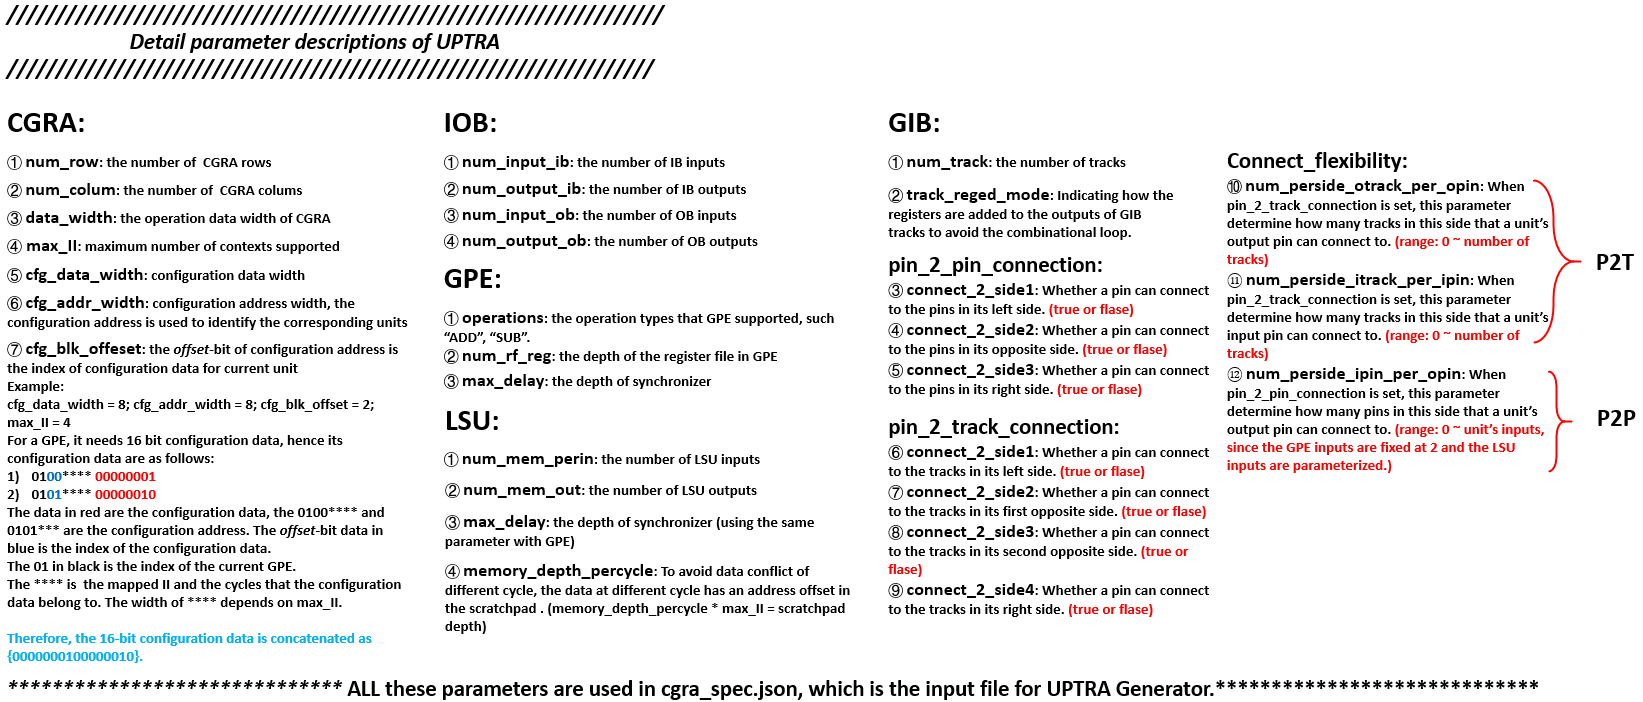 ////////////////////////////////////////////////////////////////////
Detail parameter descriptions of UPTRA
///////////////////////////////////////////////////////////////////
CGRA:
① num_row: the number of  CGRA rows
② num_colum: the number of  CGRA colums
③ data_width: the operation data width of CGRA
④ max_II: maximum number of contexts supported
⑤ cfg_data_width: configuration data width
⑥ cfg_addr_width: configuration address width, the
configuration address is used to identify the corresponding units
⑦ cfg_blk_offeset: the offset-bit of configuration address is
the index of configuration data for current unit
Example:
cfg_data_width = 8; cfg_addr_width = 8; cfg_blk_offset = 2;
max_II = 4
For a GPE, it needs 16 bit configuration data, hence its
configuration data are as follows:
1) 0100**** 00000001
2) 0101**** 00000010
The data in red are the configuration data, the 0100**** and
0101*** are the configuration address. The offset-bit data in
blue is the index of the configuration data.
The 01 in black is the index of the current GPE.
The **** is  the mapped II and the cycles that the configuration
data belong to. The width of **** depends on max_II.
Therefore, the 16-bit configuration data is concatenated as
{0000000100000010}.
IOB:
① num_input_ib: the number of IB inputs
② num_output_ib: the number of IB outputs
③ num_input_ob: the number of OB inputs
④ num_output_ob: the number of OB outputs
GPE:
① operations: the operation types that GPE supported, such
“ADD”, “SUB”.
② num_rf_reg: the depth of the register file in GPE
③ max_delay: the depth of synchronizer
LSU:
① num_mem_perin: the number of LSU inputs
② num_mem_out: the number of LSU outputs
③ max_delay: the depth of synchronizer (using the same
parameter with GPE)
④ memory_depth_percycle: To avoid data conflict of
different cycle, the data at different cycle has an address offset in
the scratchpad . (memory_depth_percycle * max_II = scratchpad
depth)
GIB:
① num_track: the number of tracks
② track_reged_mode: Indicating how the
registers are added to the outputs of GIB
tracks to avoid the combinational loop.
pin_2_pin_connection:
③ connect_2_side1: Whether a pin can connect
to the pins in its left side. (true or flase)
④ connect_2_side2: Whether a pin can connect
to the pins in its opposite side. (true or flase)
⑤ connect_2_side3: Whether a pin can connect
to the pins in its right side. (true or flase)
pin_2_track_connection:
⑥ connect_2_side1: Whether a pin can connect
to the tracks in its left side. (true or flase)
⑦ connect_2_side2: Whether a pin can connect
to the tracks in its first opposite side. (true or flase)
⑧ connect_2_side3: Whether a pin can connect
to the tracks in its second opposite side. (true or
flase)
⑨ connect_2_side4: Whether a pin can connect
to the tracks in its right side. (true or flase)
Connect_flexibility:
⑩ num_perside_otrack_per_opin: When
pin_2_track_connection is set, this parameter
determine how many tracks in this side that a unit’s
output pin can connect to. (range: 0 ~ number of
tracks)
⑪ num_perside_itrack_per_ipin: When
pin_2_track_connection is set, this parameter
determine how many tracks in this side that a unit’s
input pin can connect to. (range: 0 ~ number of
tracks)
⑫ num_perside_ipin_per_opin: When
pin_2_pin_connection is set, this parameter
determine how many pins in this side that a unit’s
output pin can connect to. (range: 0 ~ unit’s inputs,
since the GPE inputs are fixed at 2 and the LSU
inputs are parameterized.)
P2T
P2P
****************************** ALL these parameters are used in cgra_spec.json, which is the input file for UPTRA Generator.*****************************